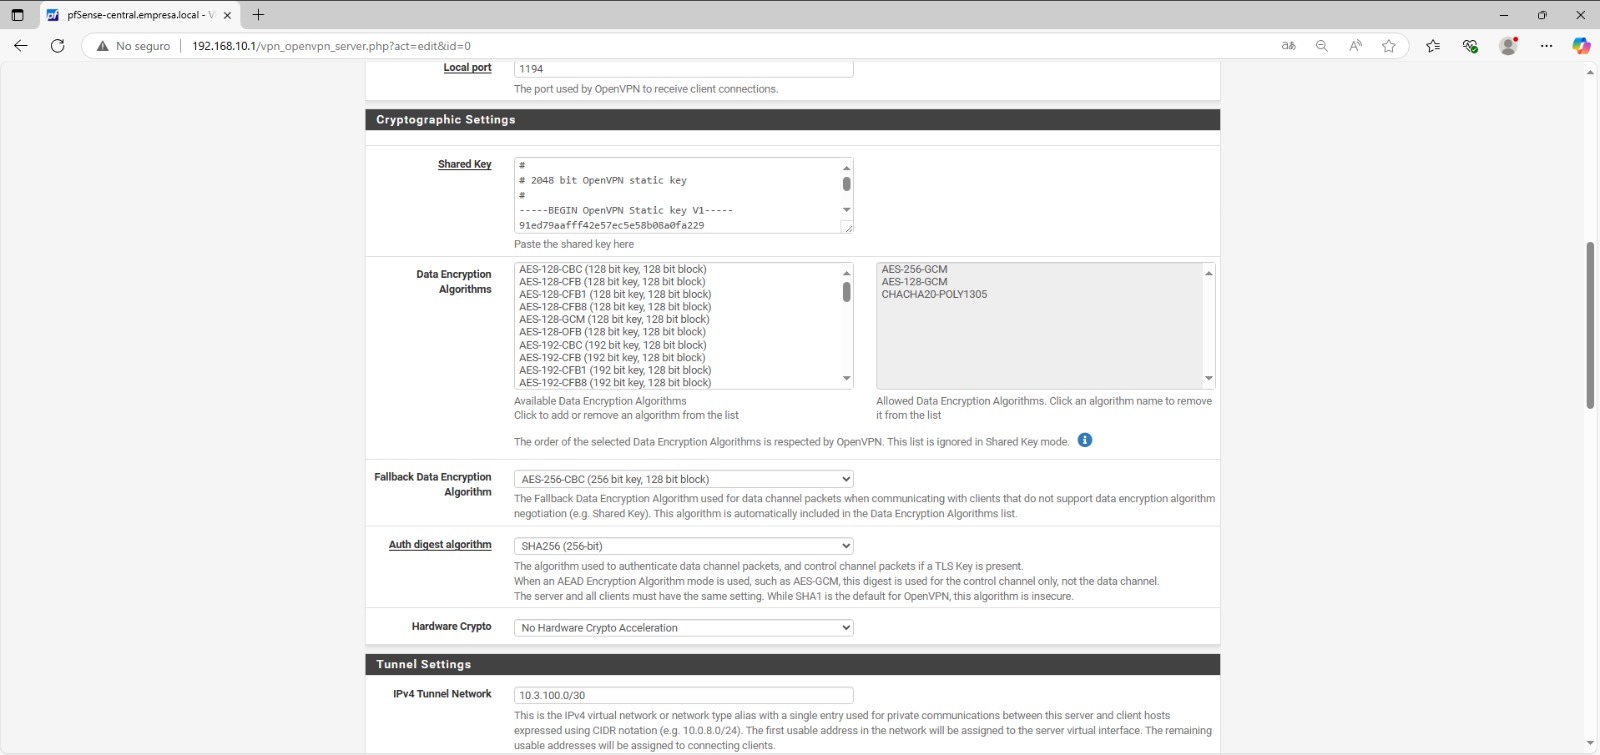 pfSense-central.empresa.local - V
No seguro
192.168.10.1/vpn_openvpn_server.php?act=edit&id=0
Local port
1194
The port used by OpenVPN to receive client connections.
Cryptographic Settings
Shared Key
#
# 2048 bit OpenVPN static key
#
-----BEGIN OpenVPN Static key V1-----
91ed79aafff42e57ec5e58b08a0fa229
Paste the shared key here
Data Encryption
Algorithms
AES-128-CBC (128 bit key, 128 bit block)
AES-128-CFB (128 bit key, 128 bit block)
AES-128-CFB1 (128 bit key, 128 bit block)
AES-128-CFB8 (128 bit key, 128 bit block)
AES-128-GCM (128 bit key, 128 bit block)
AES-128-OFB (128 bit key, 128 bit block)
AES-192-CBC (192 bit key, 128 bit block)
AES-192-CFB (192 bit key, 128 bit block)
AES-192-CFB1 (192 bit key, 128 bit block)
AES-192-CFB8 (192 bit key, 128 bit block)
AES-256-GCM
AES-128-GCM
CHACHA20-POLY1305
Available Data Encryption Algorithms
Click to add or remove an algorithm from the list
Allowed Data Encryption Algorithms. Click an algorithm name to remove
it from the list
The order of the selected Data Encryption Algorithms is respected by OpenVPN. This list is ignored in Shared Key mode.
Fallback Data Encryption
Algorithm
AES-256-CBC (256 bit key, 128 bit block)
The Fallback Data Encryption Algorithm used for data channel packets when communicating with clients that do not support data encryption algorithm
negotiation (e.g. Shared Key). This algorithm is automatically included in the Data Encryption Algorithms list.
Auth digest algorithm
SHA256 (256-bit)
The algorithm used to authenticate data channel packets, and control channel packets if a TLS Key is present.
When an AEAD Encryption Algorithm mode is used, such as AES-GCM, this digest is used for the control channel only, not the data channel.
The server and all clients must have the same setting. While SHA1 is the default for OpenVPN, this algorithm is insecure.
Hardware Crypto
No Hardware Crypto Acceleration
Tunnel Settings
IPv4 Tunnel Network
10.3.100.0/30
This is the IPv4 virtual network or network type alias with a single entry used for private communications between this server and client hosts
expressed using CIDR notation (e.g. 10.0.8.0/24). The first usable address in the network will be assigned to the server virtual interface. The remaining
usable addresses will be assigned to connecting clients.